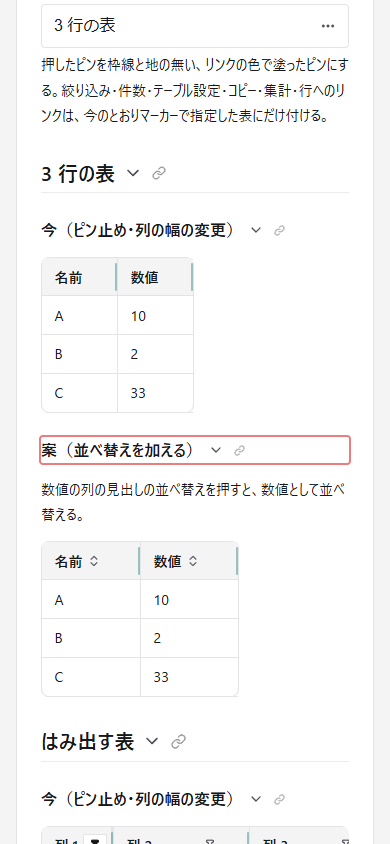 3 行の表
押したピンを枠線と地の無い、リンクの色で塗ったピンにす
る。絞り込み・件数・テーブル設定・コピー・集計・行へのリ
ンクは、今のとおりマーカーで指定した表にだけ付ける。
3 行の表
今（ピン止め・列の幅の変更）
名前 数値
A 10
B 2
C 33
案（並べ替えを加える）
数値の列の見出しの並べ替えを押すと、数値として並べ
替える。
名前 数値
A 10
B 2
C 33
はみ出す表
今（ピン止め・列の幅の変更）
列 1 列 2 列 3